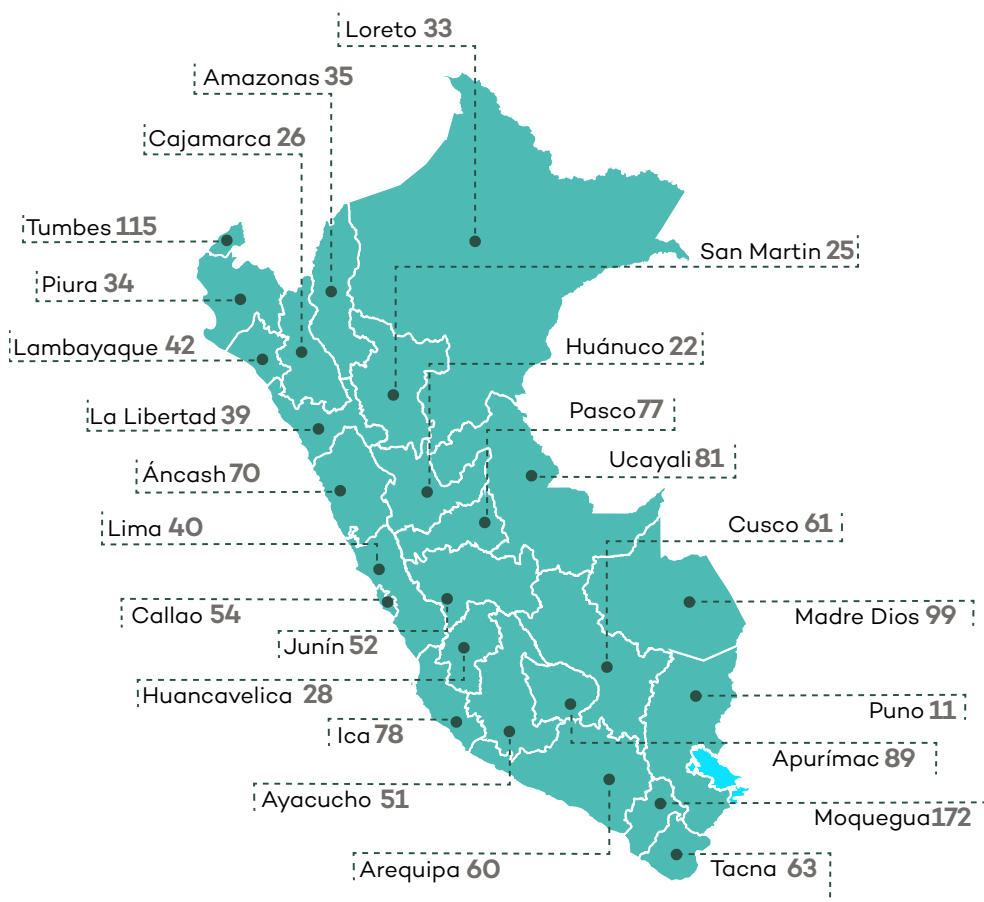 Loreto 33
Amazonas 35
Cajamarca 26
Tumbes 115
San Martin 25
Piura 34
Lambayaque 42
Huánuco 22
La Libertad 39
Pasco 77
Ucayali 81
Áncash 70
Lima 40
Cusco 61
Callao 54
Madre Dios 99
Junín 52
Huancavelica 28
Puno 11
Ica 78
Apurímac 89
Ayacucho 51
Moquegua 172
Arequipa 60
Tacna 63